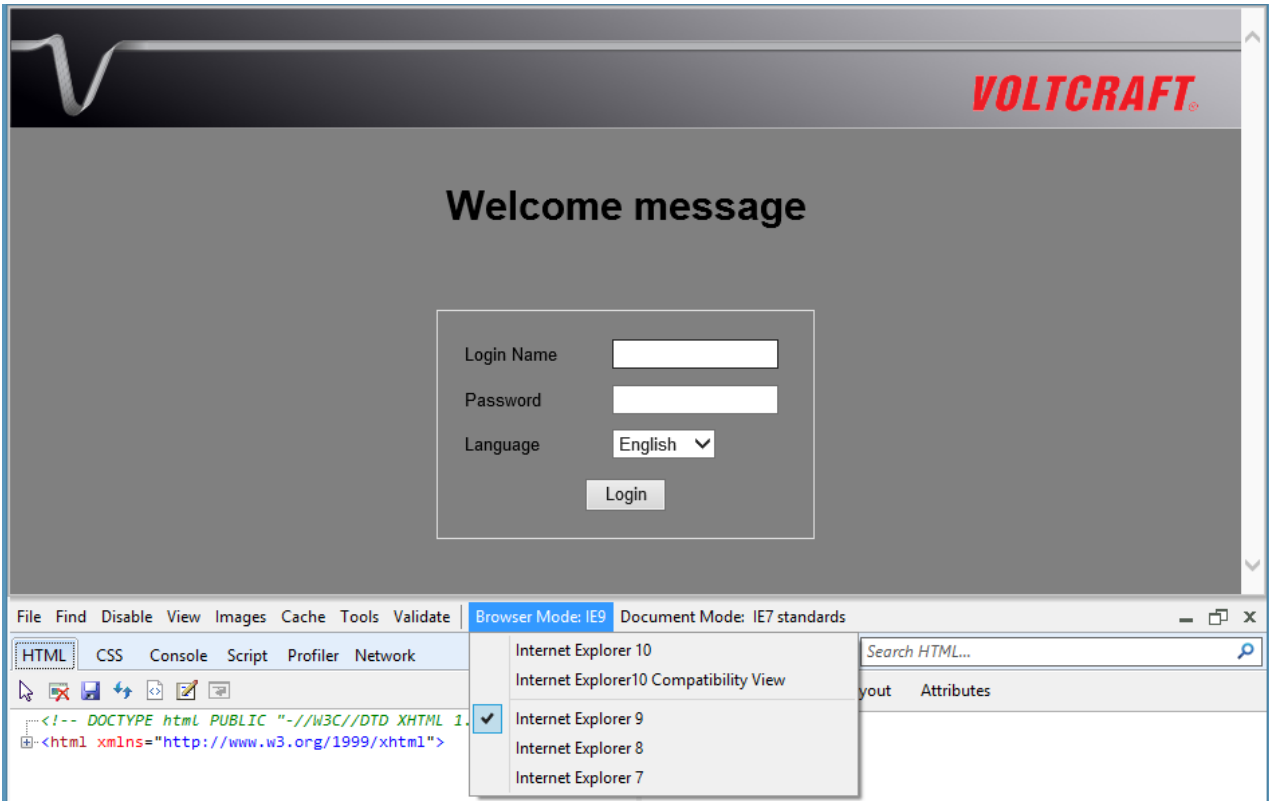 VOLTCRAFT®
Welcome message
Login Name
Password
Language English
Login
File Find Disable View Images Cache Tools Validate Browser Mode: IE9 Document Mode: IE7 standards
HTML CSS Console Script Profiler Network Search HTML...
Internet Explorer 10
Internet Explorer10 Compatibility View
yout Attributes
Internet Explorer 9
Internet Explorer 8
Internet Explorer 7
<!-- DOCTYPE html PUBLIC "-//W3C//DTD XHTML 1.
<html xmlns="http://www.w3.org/1999/xhtml">